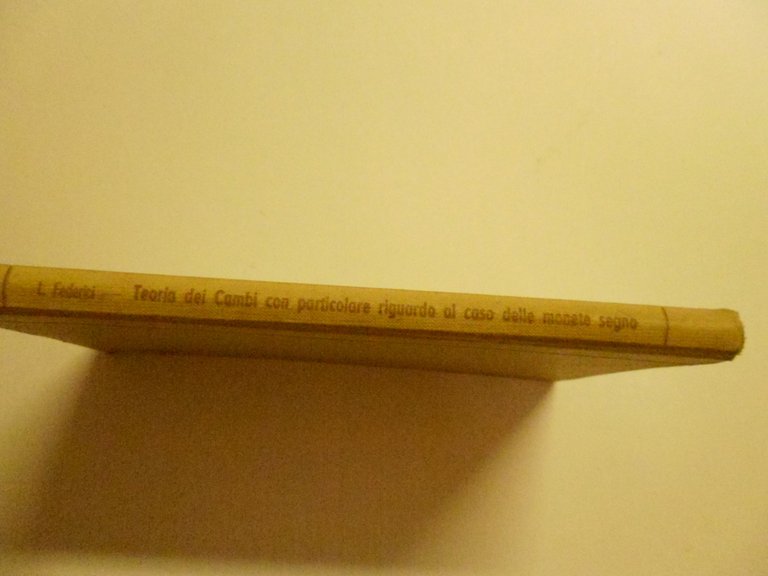 L. Federici — Teoria dei Cambi con particolare riguardo al caso della moneta segno